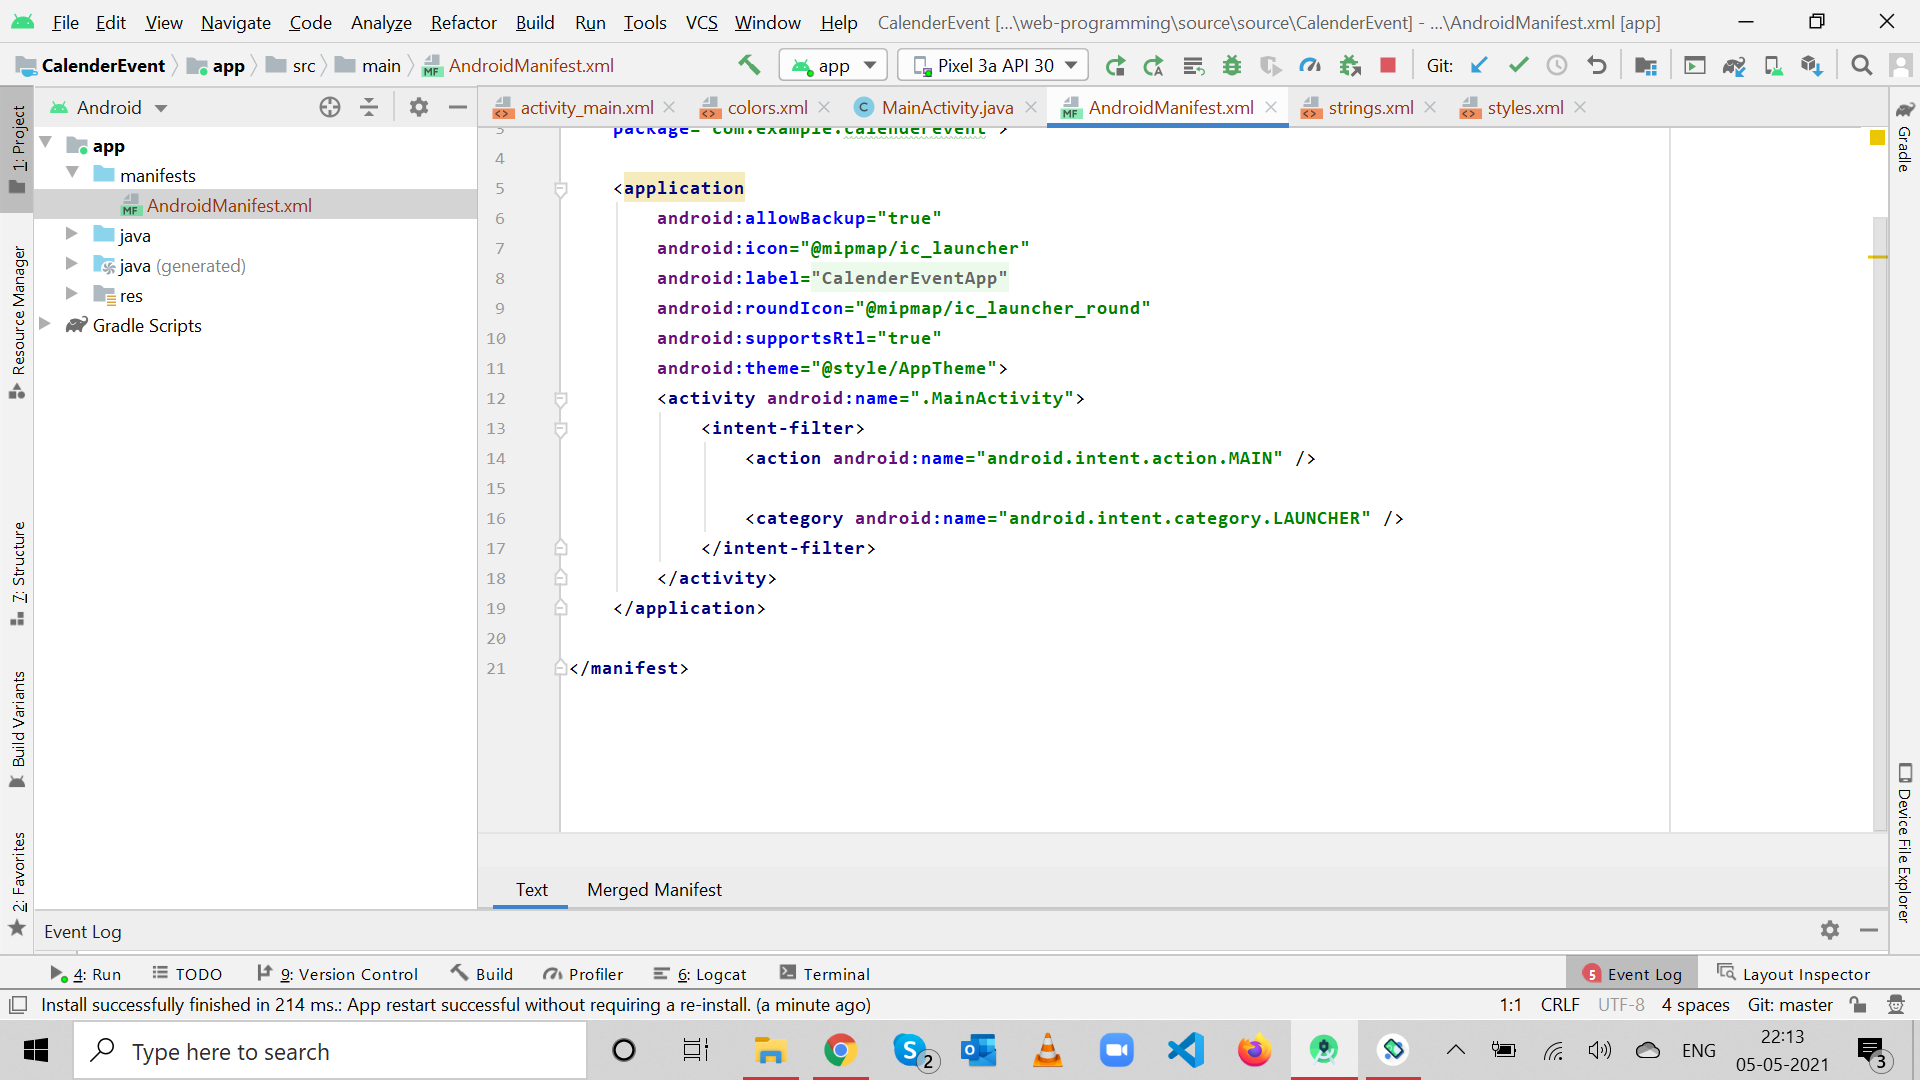 File Edit View Navigate Code Analyze Refactor Build Run Tools VCS Window Help CalenderEvent [...\web-programming\source\source\CalenderEvent] - ...\AndroidManifest.xml [app]
CalenderEvent app src main AndroidManifest.xml app Pixel 3a API 30 Git:
Android
activity_main.xml colors.xml MainActivity.java AndroidManifest.xml strings.xml styles.xml
1: Project
Resource Manager
7: Structure
Build Variants
2: Favorites
app
manifests
AndroidManifest.xml
java
java (generated)
res
Gradle Scripts
3 package="com.example.calenderevent">
4
5 <application
6 android:allowBackup="true"
7 android:icon="@mipmap/ic_launcher"
8 android:label="CalenderEventApp"
9 android:roundIcon="@mipmap/ic_launcher_round"
10 android:supportsRtl="true"
11 android:theme="@style/AppTheme">
12 <activity android:name=".MainActivity">
13 <intent-filter>
14 <action android:name="android.intent.action.MAIN" />
15
16 <category android:name="android.intent.category.LAUNCHER" />
17 </intent-filter>
18 </activity>
19 </application>
20
21 </manifest>
Gradle
Device File Explorer
Text Merged Manifest
Event Log
4: Run TODO 9: Version Control Build Profiler 6: Logcat Terminal 5 Event Log Layout Inspector
Install successfully finished in 214 ms.: App restart successful without requiring a re-install. (a minute ago) 1:1 CRLF UTF-8 4 spaces Git: master
Type here to search 2 ENG 22:13
05-05-2021 3